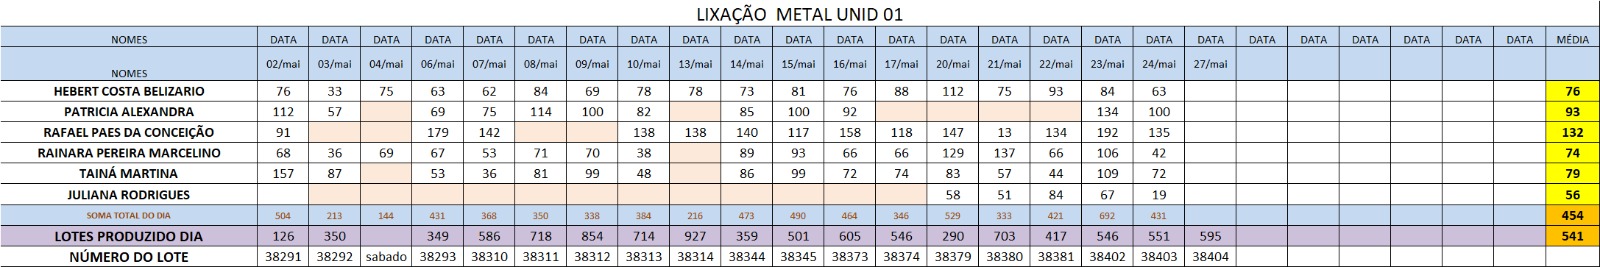 LIXAÇÃO METAL UNID 01
NOMES DATA DATA DATA DATA DATA DATA DATA DATA DATA DATA DATA DATA DATA DATA DATA DATA DATA DATA DATA DATA DATA DATA DATA DATA DATA MÉDIA
NOMES 02/mai 03/mai 04/mai 06/mai 07/mai 08/mai 09/mai 10/mai 13/mai 14/mai 15/mai 16/mai 17/mai 20/mai 21/mai 22/mai 23/mai 24/mai 27/mai
HEBERT COSTA BELIZARIO 76 33 75 63 62 84 69 78 78 73 81 76 88 112 75 93 84 63 76
PATRICIA ALEXANDRA 112 57 69 75 114 100 82 85 100 92 134 100 93
RAFAEL PAES DA CONCEIÇÃO 91 179 142 138 138 140 117 158 118 147 13 134 192 135 132
RAINARA PEREIRA MARCELINO 68 36 69 67 53 71 70 38 89 93 66 66 129 137 66 106 42 74
TAINÁ MARTINA 157 87 53 36 81 99 48 86 99 72 74 83 57 44 109 72 79
JULIANA RODRIGUES 58 51 84 67 19 56
SOMA TOTAL DO DIA 504 213 144 431 368 350 338 384 216 473 490 464 346 529 333 421 692 431 454
LOTES PRODUZIDO DIA 126 350 349 586 718 854 714 927 359 501 605 546 290 703 417 546 551 595 541
NÚMERO DO LOTE 38291 38292 sabado 38293 38310 38311 38312 38313 38314 38344 38345 38373 38374 38379 38380 38381 38402 38403 38404